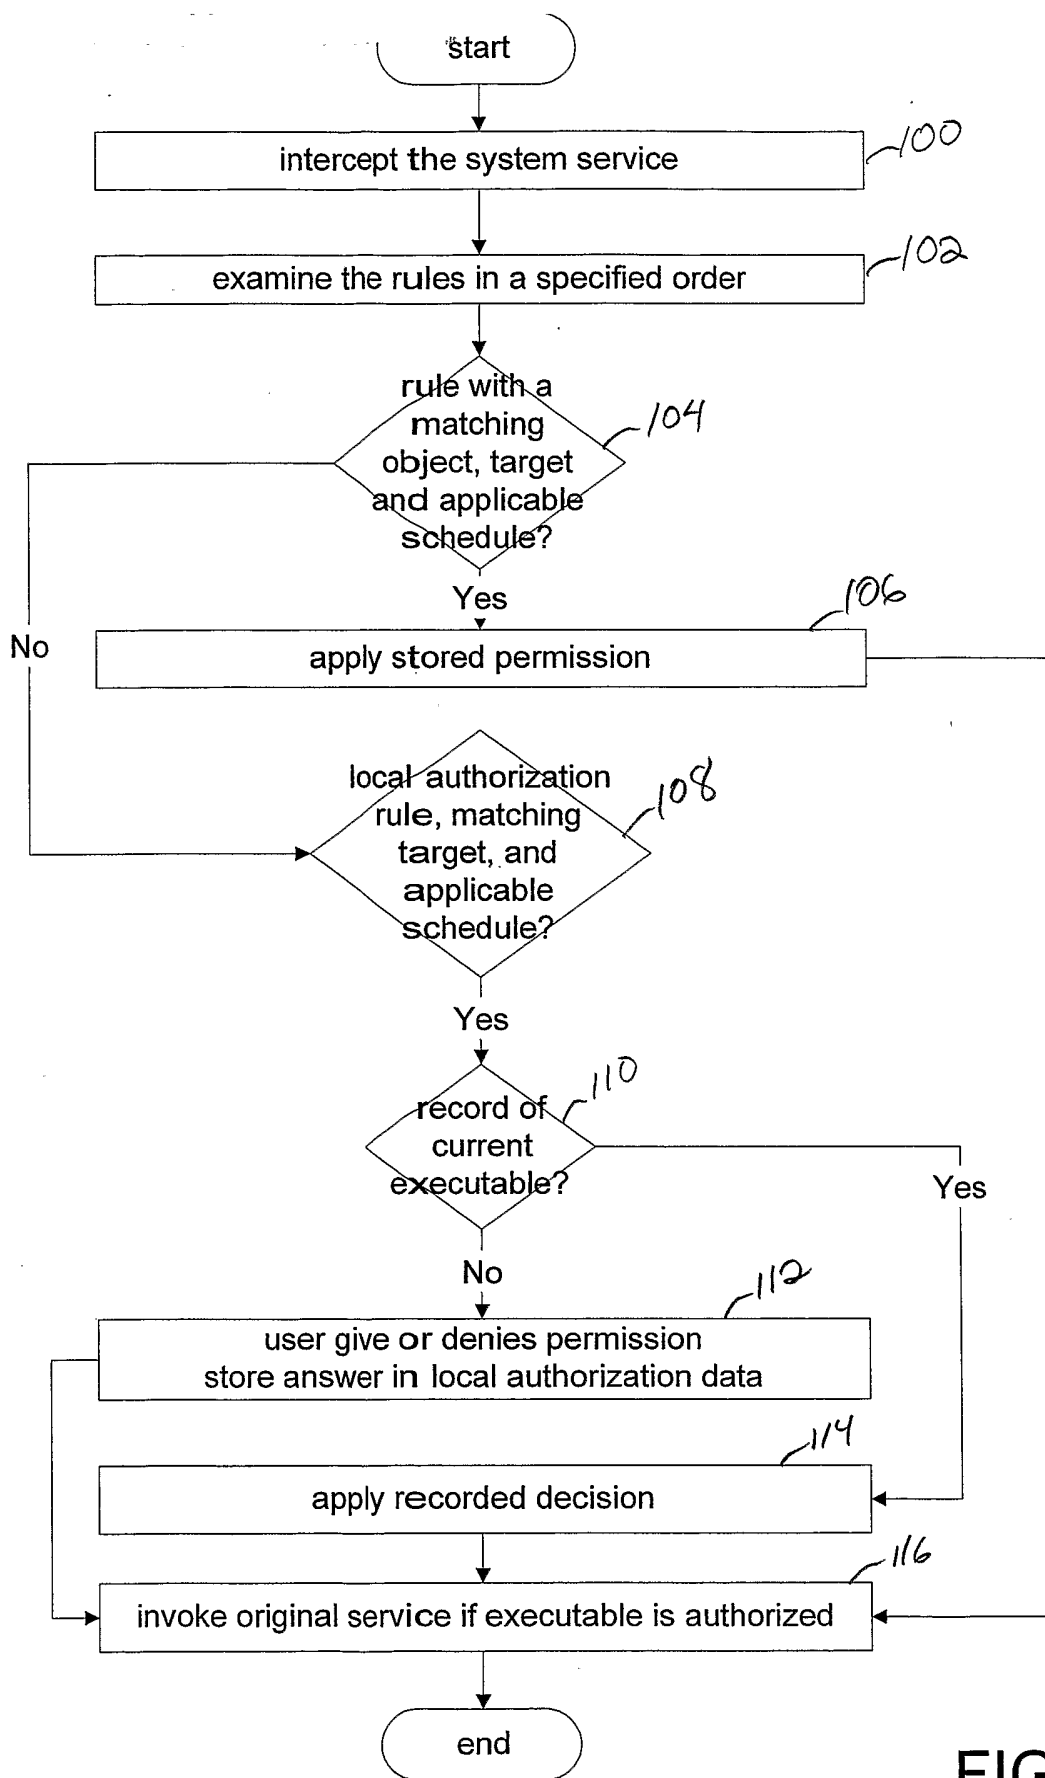 start
intercept the system service
100
examine the rules in a specified order
102
rule with a
matching
object, target
and applicable
schedule?
104
Yes
106
No
apply stored permission
local authorization
rule, matching
target, and
applicable
schedule?
108
Yes
110
record of
current
executable?
Yes
No
112
user give or denies permission
store answer in local authorization data
114
apply recorded decision
116
invoke original service if executable is authorized
end
FIG